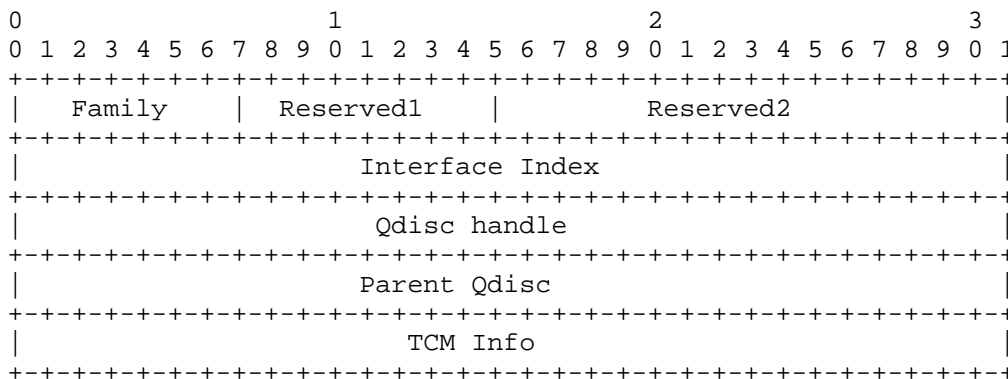 0                   1                   2                   3
0 1 2 3 4 5 6 7 8 9 0 1 2 3 4 5 6 7 8 9 0 1 2 3 4 5 6 7 8 9 0 1
+-+-+-+-+-+-+-+-+-+-+-+-+-+-+-+-+-+-+-+-+-+-+-+-+-+-+-+-+-+-+-+
|   Family    |  Reserved1    |         Reserved2             |
+-+-+-+-+-+-+-+-+-+-+-+-+-+-+-+-+-+-+-+-+-+-+-+-+-+-+-+-+-+-+-+
|                     Interface Index                         |
+-+-+-+-+-+-+-+-+-+-+-+-+-+-+-+-+-+-+-+-+-+-+-+-+-+-+-+-+-+-+-+
|                      Qdisc handle                           |
+-+-+-+-+-+-+-+-+-+-+-+-+-+-+-+-+-+-+-+-+-+-+-+-+-+-+-+-+-+-+-+
|                     Parent Qdisc                            |
+-+-+-+-+-+-+-+-+-+-+-+-+-+-+-+-+-+-+-+-+-+-+-+-+-+-+-+-+-+-+-+
|                        TCM Info                             |
+-+-+-+-+-+-+-+-+-+-+-+-+-+-+-+-+-+-+-+-+-+-+-+-+-+-+-+-+-+-+-+